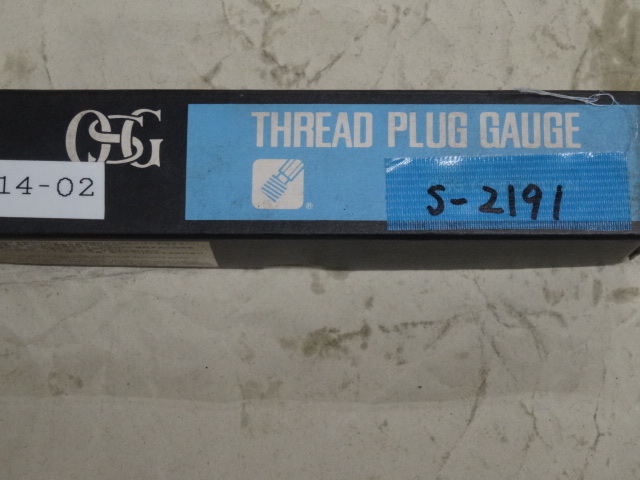 OSG
THREAD PLUG GAUGE
14-02
®
S-2191